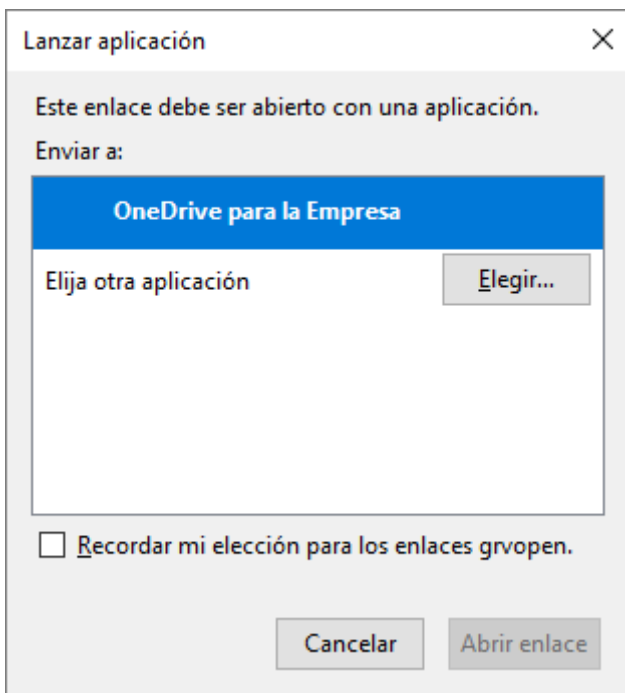 Lanzar aplicación
Este enlace debe ser abierto con una aplicación.
Enviar a:
OneDrive para la Empresa
Elija otra aplicación
Elegir...
Recordar mi elección para los enlaces grvopen.
Cancelar
Abrir enlace